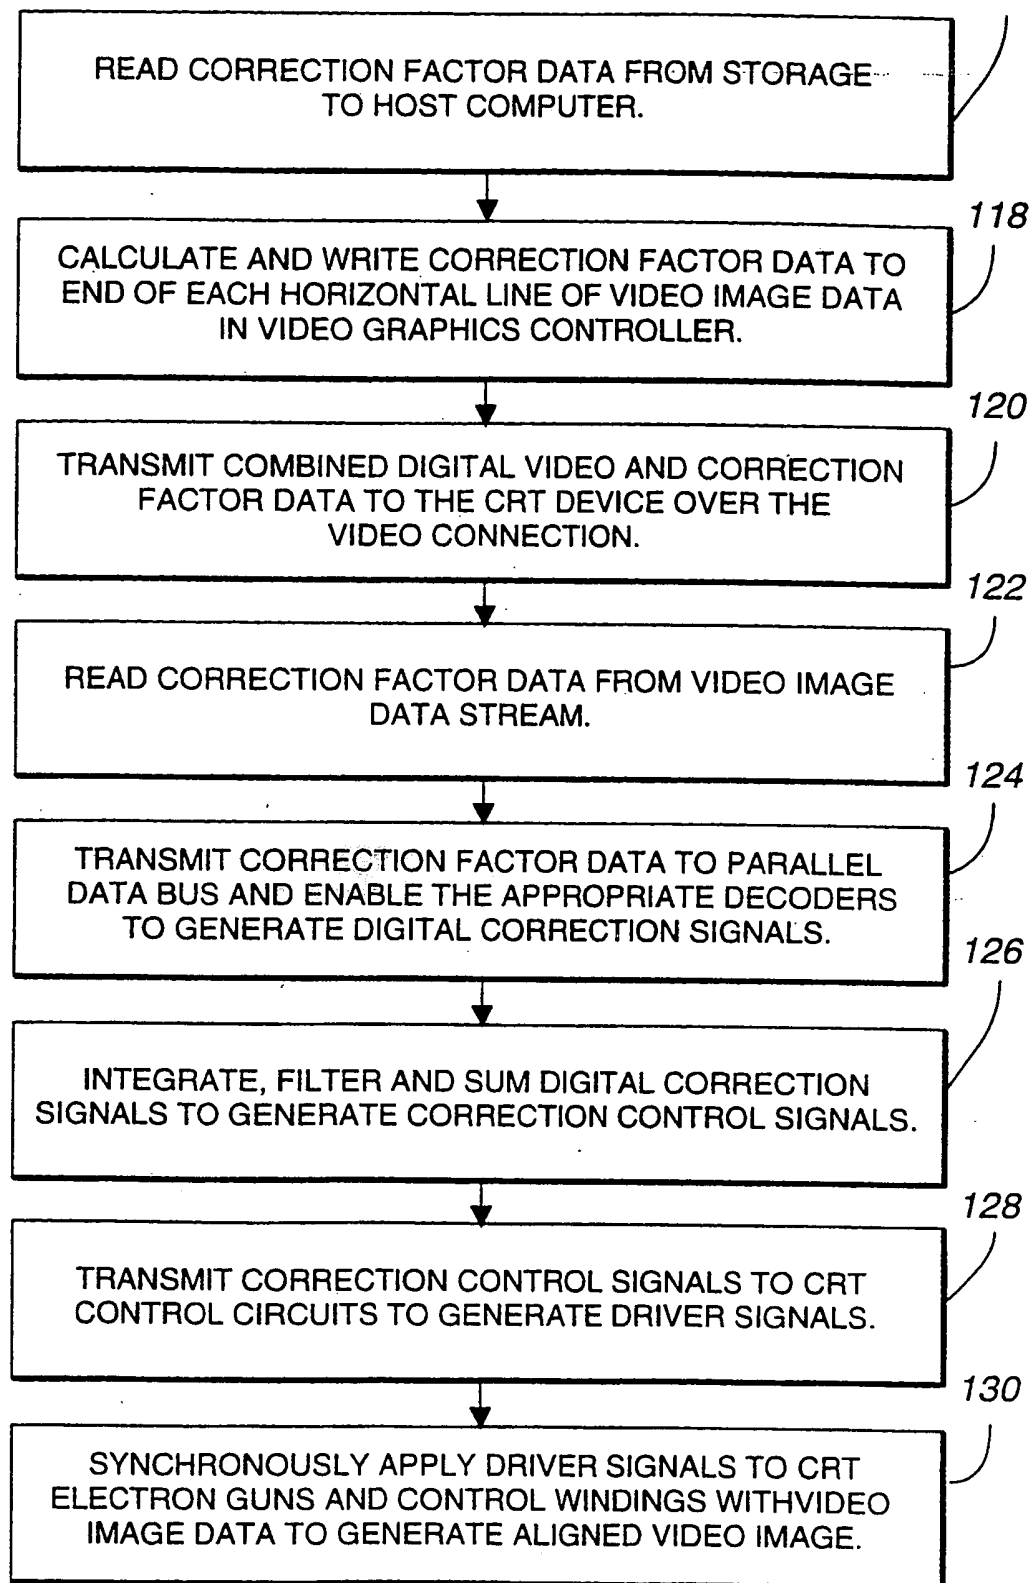 READ CORRECTION FACTOR DATA FROM STORAGE
TO HOST COMPUTER.
118
CALCULATE AND WRITE CORRECTION FACTOR DATA TO
END OF EACH HORIZONTAL LINE OF VIDEO IMAGE DATA
IN VIDEO GRAPHICS CONTROLLER.
120
TRANSMIT COMBINED DIGITAL VIDEO AND CORRECTION
FACTOR DATA TO THE CRT DEVICE OVER THE
VIDEO CONNECTION.
122
READ CORRECTION FACTOR DATA FROM VIDEO IMAGE
DATA STREAM.
124
TRANSMIT CORRECTION FACTOR DATA TO PARALLEL
DATA BUS AND ENABLE THE APPROPRIATE DECODERS
TO GENERATE DIGITAL CORRECTION SIGNALS.
126
INTEGRATE, FILTER AND SUM DIGITAL CORRECTION
SIGNALS TO GENERATE CORRECTION CONTROL SIGNALS.
128
TRANSMIT CORRECTION CONTROL SIGNALS TO CRT
CONTROL CIRCUITS TO GENERATE DRIVER SIGNALS.
130
SYNCHRONOUSLY APPLY DRIVER SIGNALS TO CRT
ELECTRON GUNS AND CONTROL WINDINGS WITHVIDEO
IMAGE DATA TO GENERATE ALIGNED VIDEO IMAGE.